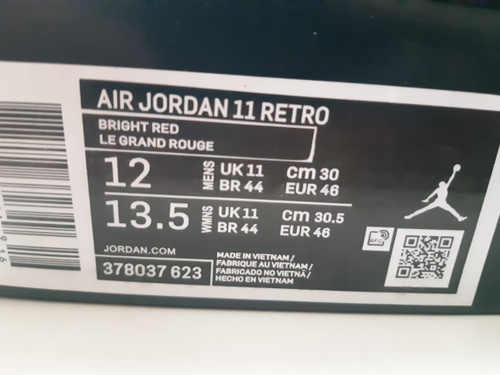 AIR JORDAN 11 RETRO
BRIGHT RED
LE GRAND ROUGE
12 MENS UK 11 cm 30
BR 44 EUR 46
13.5 WMNS UK 11 cm 30.5
BR 44 EUR 46
JORDAN.COM
378037 623
MADE IN VIETNAM /
FABRIQUE AU VIETNAM /
FABRICADO NO VIETNÃ /
HECHO EN VIETNAM
RFID